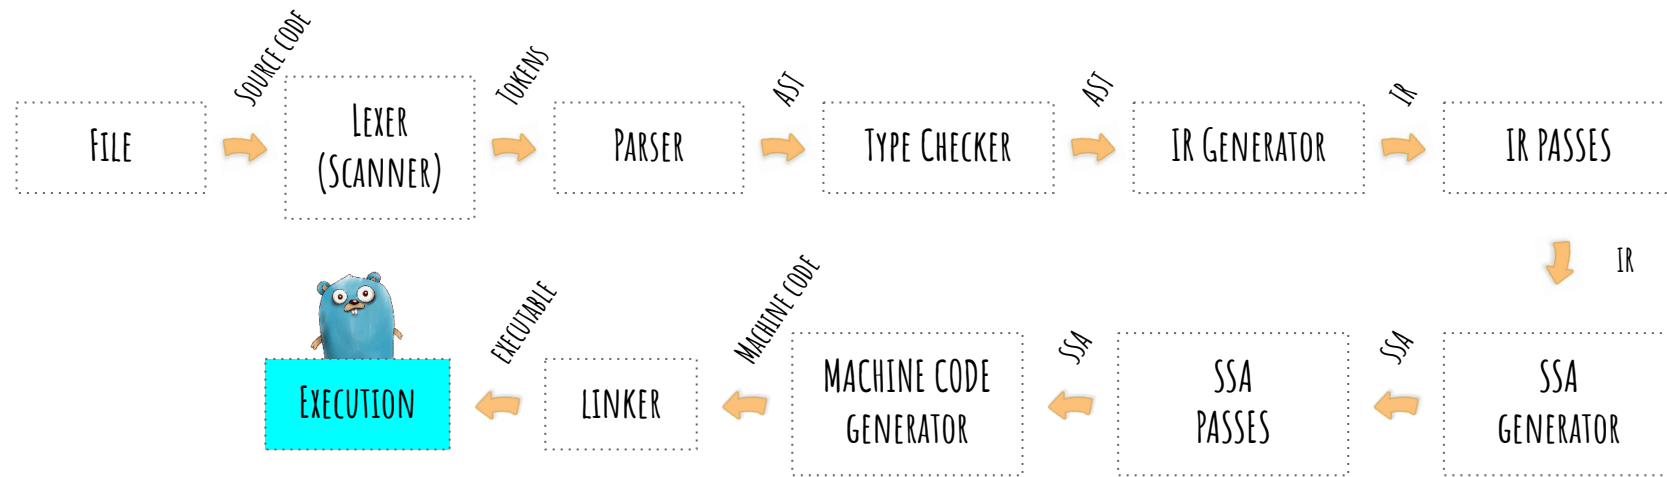 Source code
Tokens
AST
AST
IR
File
Lexer
(Scanner)
Parser
Type Checker
IR Generator
IR PASSES
IR
executable
Machine code
SSA
SSA
Execution
LINKER
MACHINE CODE
GENERATOR
SSA
PASSES
SSA
GENERATOR